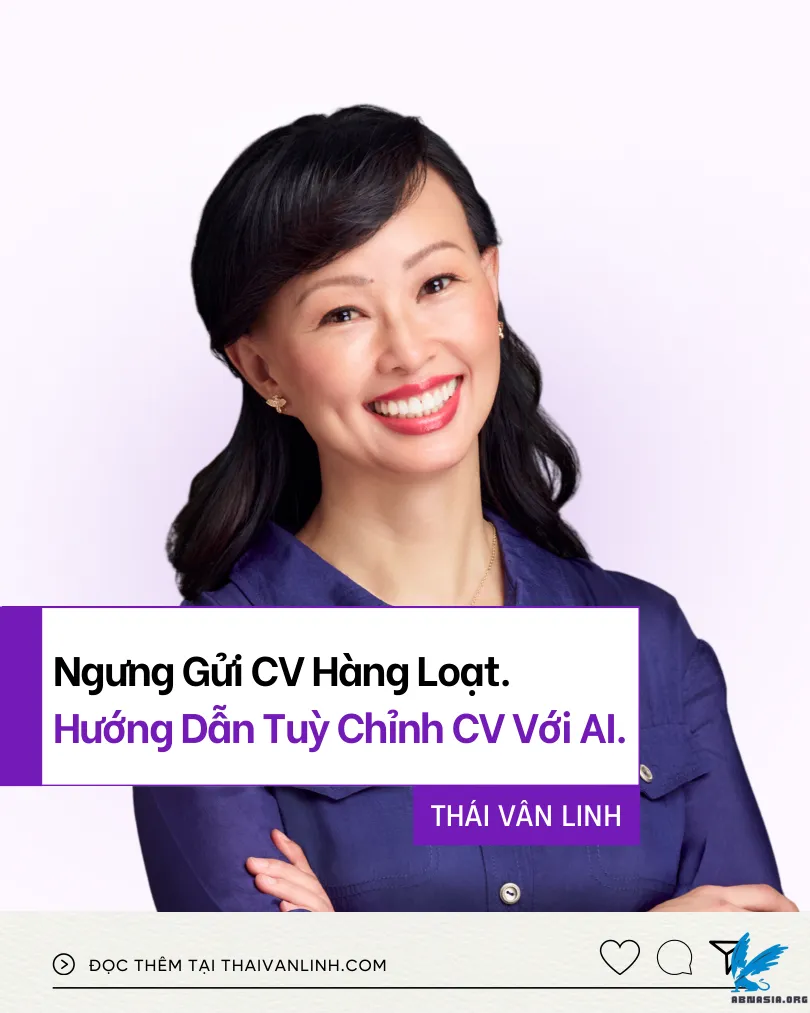 Ngưng Gửi CV Hàng Loạt.
Hướng Dẫn Tuỳ Chỉnh CV Với AI.
THÁI VÂN LINH
ĐỌC THÊM TẠI THAIVANLINH.COM
ABNASIA.ORG